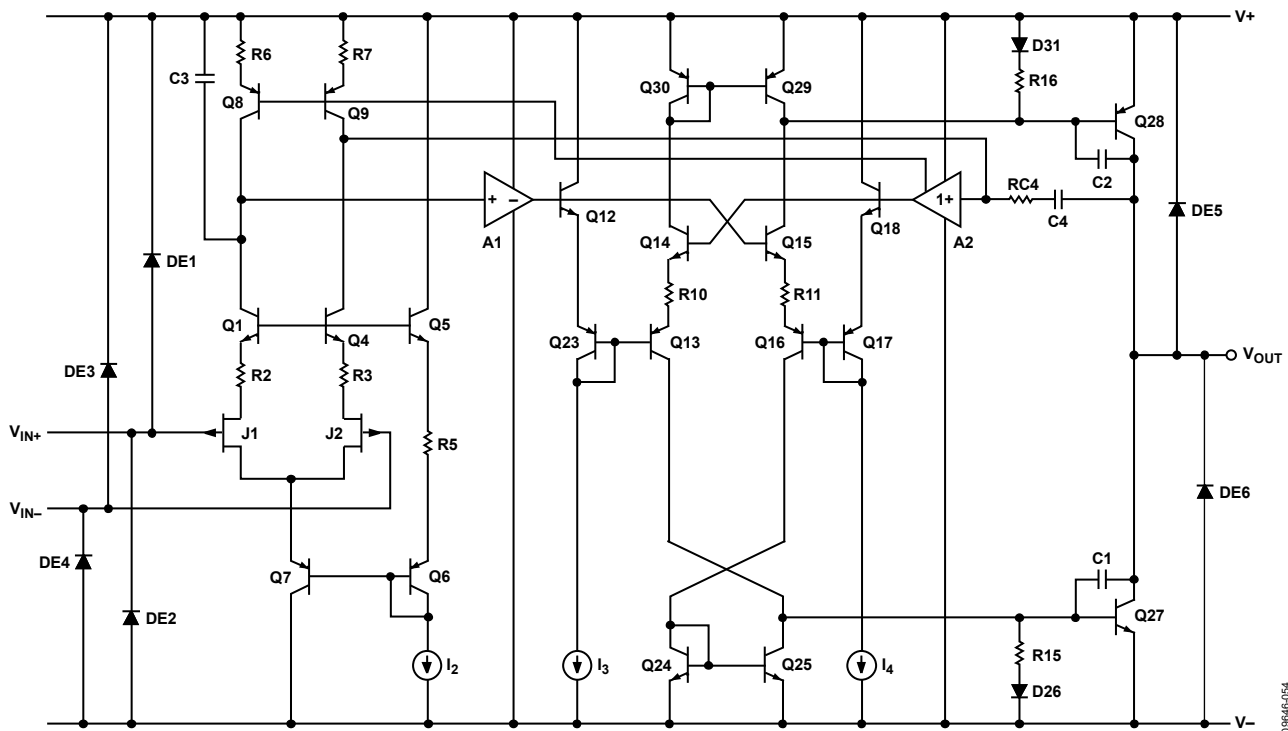 V+
R6
R7
D31
C3
Q30
Q29
R16
Q8
Q9
Q28
C2
RC4
C4
+
−
1+
A1
Q12
Q14
Q15
Q18
A2
DE5
DE1
R10
R11
Q1
Q4
Q5
Q23
Q13
Q16
Q17
VOUT
DE3
R2
R3
VIN+
J1
J2
R5
VIN−
DE6
DE4
Q7
Q6
C1
DE2
Q27
I2
I3
Q24
Q25
I4
R15
D26
V−
19646-054